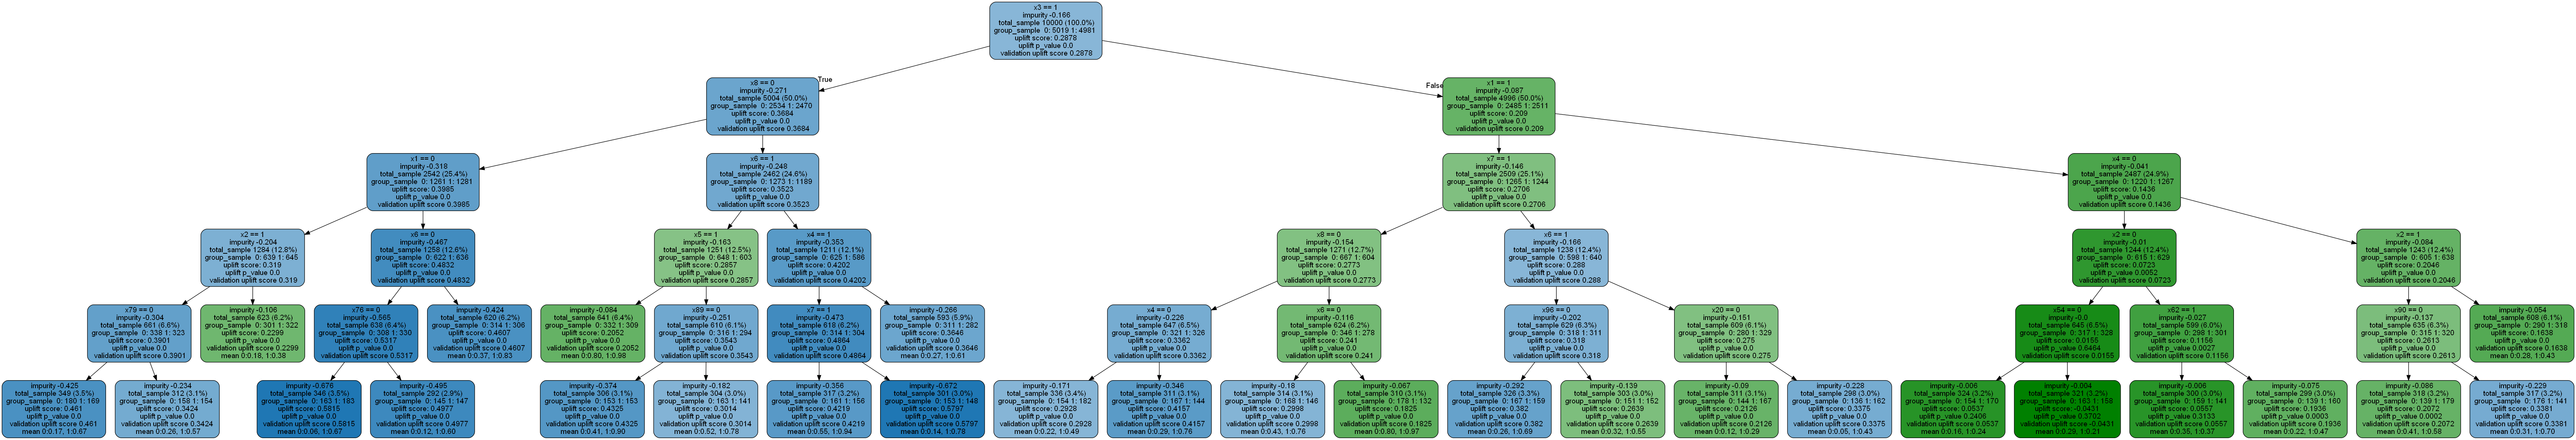 x3 == 1
impurity -0.166
total_sample 10000 (100.0%)
group_sample 0: 5019 1: 4981
uplift score: 0.2878
uplift p_value 0.0
validation uplift score 0.2878
True
False
x8 == 0
impurity -0.271
total_sample 5004 (50.0%)
group_sample 0: 2534 1: 2470
uplift score: 0.3684
uplift p_value 0.0
validation uplift score 0.3684
x1 == 1
impurity -0.087
total_sample 4996 (50.0%)
group_sample 0: 2485 1: 2511
uplift score: 0.209
uplift p_value 0.0
validation uplift score 0.209
x1 == 0
impurity -0.318
total_sample 2542 (25.4%)
group_sample 0: 1261 1: 1281
uplift score: 0.3985
uplift p_value 0.0
validation uplift score 0.3985
x6 == 1
impurity -0.248
total_sample 2462 (24.6%)
group_sample 0: 1273 1: 1189
uplift score: 0.3523
uplift p_value 0.0
validation uplift score 0.3523
x7 == 1
impurity -0.146
total_sample 2509 (25.1%)
group_sample 0: 1265 1: 1244
uplift score: 0.2706
uplift p_value 0.0
validation uplift score 0.2706
x4 == 0
impurity -0.041
total_sample 2487 (24.9%)
group_sample 0: 1220 1: 1267
uplift score: 0.1436
uplift p_value 0.0
validation uplift score 0.1436
x2 == 1
impurity -0.204
total_sample 1284 (12.8%)
group_sample 0: 639 1: 645
uplift score: 0.319
uplift p_value 0.0
validation uplift score 0.319
x6 == 0
impurity -0.467
total_sample 1258 (12.6%)
group_sample 0: 622 1: 636
uplift score: 0.4832
uplift p_value 0.0
validation uplift score 0.4832
x5 == 1
impurity -0.163
total_sample 1251 (12.5%)
group_sample 0: 648 1: 603
uplift score: 0.2857
uplift p_value 0.0
validation uplift score 0.2857
x4 == 1
impurity -0.353
total_sample 1211 (12.1%)
group_sample 0: 625 1: 586
uplift score: 0.4202
uplift p_value 0.0
validation uplift score 0.4202
x8 == 0
impurity -0.154
total_sample 1271 (12.7%)
group_sample 0: 667 1: 604
uplift score: 0.2773
uplift p_value 0.0
validation uplift score 0.2773
x6 == 1
impurity -0.166
total_sample 1238 (12.4%)
group_sample 0: 598 1: 640
uplift score: 0.288
uplift p_value 0.0
validation uplift score 0.288
x2 == 0
impurity -0.01
total_sample 1244 (12.4%)
group_sample 0: 615 1: 629
uplift score: 0.0723
uplift p_value 0.0052
validation uplift score 0.0723
x2 == 1
impurity -0.084
total_sample 1243 (12.4%)
group_sample 0: 605 1: 638
uplift score: 0.2046
uplift p_value 0.0
validation uplift score 0.2046
x79 == 0
impurity -0.304
total_sample 661 (6.6%)
group_sample 0: 338 1: 323
uplift score: 0.3901
uplift p_value 0.0
validation uplift score 0.3901
impurity -0.106
total_sample 623 (6.2%)
group_sample 0: 301 1: 322
uplift score: 0.2299
uplift p_value 0.0
validation uplift score 0.2299
mean 0:0.18, 1:0.38
x76 == 0
impurity -0.565
total_sample 638 (6.4%)
group_sample 0: 308 1: 330
uplift score: 0.5317
uplift p_value 0.0
validation uplift score 0.5317
impurity -0.424
total_sample 620 (6.2%)
group_sample 0: 314 1: 306
uplift score: 0.4607
uplift p_value 0.0
validation uplift score 0.4607
mean 0:0.37, 1:0.83
impurity -0.084
total_sample 641 (6.4%)
group_sample 0: 332 1: 309
uplift score: 0.2052
uplift p_value 0.0
validation uplift score 0.2052
mean 0:0.80, 1:0.98
x89 == 0
impurity -0.251
total_sample 610 (6.1%)
group_sample 0: 316 1: 294
uplift score: 0.3543
uplift p_value 0.0
validation uplift score 0.3543
x7 == 1
impurity -0.473
total_sample 618 (6.2%)
group_sample 0: 314 1: 304
uplift score: 0.4864
uplift p_value 0.0
validation uplift score 0.4864
impurity -0.266
total_sample 593 (5.9%)
group_sample 0: 311 1: 282
uplift score: 0.3646
uplift p_value 0.0
validation uplift score 0.3646
mean 0:0.27, 1:0.61
x4 == 0
impurity -0.226
total_sample 647 (6.5%)
group_sample 0: 321 1: 326
uplift score: 0.3362
uplift p_value 0.0
validation uplift score 0.3362
x6 == 0
impurity -0.116
total_sample 624 (6.2%)
group_sample 0: 346 1: 278
uplift score: 0.241
uplift p_value 0.0
validation uplift score 0.241
x96 == 0
impurity -0.202
total_sample 629 (6.3%)
group_sample 0: 318 1: 311
uplift score: 0.318
uplift p_value 0.0
validation uplift score 0.318
x20 == 0
impurity -0.151
total_sample 609 (6.1%)
group_sample 0: 280 1: 329
uplift score: 0.275
uplift p_value 0.0
validation uplift score 0.275
x54 == 0
impurity -0.0
total_sample 645 (6.5%)
group_sample 0: 317 1: 328
uplift score: 0.0155
uplift p_value 0.6464
validation uplift score 0.0155
x62 == 1
impurity -0.027
total_sample 599 (6.0%)
group_sample 0: 298 1: 301
uplift score: 0.1156
uplift p_value 0.0027
validation uplift score 0.1156
x90 == 0
impurity -0.137
total_sample 635 (6.3%)
group_sample 0: 315 1: 320
uplift score: 0.2613
uplift p_value 0.0
validation uplift score 0.2613
impurity -0.054
total_sample 608 (6.1%)
group_sample 0: 290 1: 318
uplift score: 0.1638
uplift p_value 0.0
validation uplift score 0.1638
mean 0:0.28, 1:0.43
impurity -0.425
total_sample 349 (3.5%)
group_sample 0: 180 1: 169
uplift score: 0.461
uplift p_value 0.0
validation uplift score 0.461
mean 0:0.17, 1:0.67
impurity -0.234
total_sample 312 (3.1%)
group_sample 0: 158 1: 154
uplift score: 0.3424
uplift p_value 0.0
validation uplift score 0.3424
mean 0:0.26, 1:0.57
impurity -0.676
total_sample 346 (3.5%)
group_sample 0: 163 1: 183
uplift score: 0.5815
uplift p_value 0.0
validation uplift score 0.5815
mean 0:0.06, 1:0.67
impurity -0.495
total_sample 292 (2.9%)
group_sample 0: 145 1: 147
uplift score: 0.4977
uplift p_value 0.0
validation uplift score 0.4977
mean 0:0.12, 1:0.60
impurity -0.374
total_sample 306 (3.1%)
group_sample 0: 153 1: 153
uplift score: 0.4325
uplift p_value 0.0
validation uplift score 0.4325
mean 0:0.41, 1:0.90
impurity -0.182
total_sample 304 (3.0%)
group_sample 0: 163 1: 141
uplift score: 0.3014
uplift p_value 0.0
validation uplift score 0.3014
mean 0:0.52, 1:0.78
impurity -0.356
total_sample 317 (3.2%)
group_sample 0: 161 1: 156
uplift score: 0.4219
uplift p_value 0.0
validation uplift score 0.4219
mean 0:0.55, 1:0.94
impurity -0.672
total_sample 301 (3.0%)
group_sample 0: 153 1: 148
uplift score: 0.5797
uplift p_value 0.0
validation uplift score 0.5797
mean 0:0.14, 1:0.78
impurity -0.171
total_sample 336 (3.4%)
group_sample 0: 154 1: 182
uplift score: 0.2928
uplift p_value 0.0
validation uplift score 0.2928
mean 0:0.22, 1:0.49
impurity -0.346
total_sample 311 (3.1%)
group_sample 0: 167 1: 144
uplift score: 0.4157
uplift p_value 0.0
validation uplift score 0.4157
mean 0:0.29, 1:0.76
impurity -0.18
total_sample 314 (3.1%)
group_sample 0: 168 1: 146
uplift score: 0.2998
uplift p_value 0.0
validation uplift score 0.2998
mean 0:0.43, 1:0.76
impurity -0.067
total_sample 310 (3.1%)
group_sample 0: 178 1: 132
uplift score: 0.1825
uplift p_value 0.0
validation uplift score 0.1825
mean 0:0.80, 1:0.97
impurity -0.292
total_sample 326 (3.3%)
group_sample 0: 167 1: 159
uplift score: 0.382
uplift p_value 0.0
validation uplift score 0.382
mean 0:0.26, 1:0.69
impurity -0.139
total_sample 303 (3.0%)
group_sample 0: 151 1: 152
uplift score: 0.2639
uplift p_value 0.0
validation uplift score 0.2639
mean 0:0.32, 1:0.55
impurity -0.09
total_sample 311 (3.1%)
group_sample 0: 144 1: 167
uplift score: 0.2126
uplift p_value 0.0
validation uplift score 0.2126
mean 0:0.12, 1:0.29
impurity -0.228
total_sample 298 (3.0%)
group_sample 0: 136 1: 162
uplift score: 0.3375
uplift p_value 0.0
validation uplift score 0.3375
mean 0:0.05, 1:0.43
impurity -0.006
total_sample 324 (3.2%)
group_sample 0: 154 1: 170
uplift score: 0.0537
uplift p_value 0.2406
validation uplift score 0.0537
mean 0:0.16, 1:0.24
impurity -0.004
total_sample 321 (3.2%)
group_sample 0: 163 1: 158
uplift score: -0.0431
uplift p_value 0.3702
validation uplift score -0.0431
mean 0:0.29, 1:0.21
impurity -0.006
total_sample 300 (3.0%)
group_sample 0: 159 1: 141
uplift score: 0.0557
uplift p_value 0.3133
validation uplift score 0.0557
mean 0:0.35, 1:0.37
impurity -0.075
total_sample 299 (3.0%)
group_sample 0: 139 1: 160
uplift score: 0.1936
uplift p_value 0.0003
validation uplift score 0.1936
mean 0:0.22, 1:0.47
impurity -0.086
total_sample 318 (3.2%)
group_sample 0: 139 1: 179
uplift score: 0.2072
uplift p_value 0.0002
validation uplift score 0.2072
mean 0:0.41, 1:0.58
impurity -0.229
total_sample 317 (3.2%)
group_sample 0: 176 1: 141
uplift score: 0.3381
uplift p_value 0.0
validation uplift score 0.3381
mean 0:0.31, 1:0.70